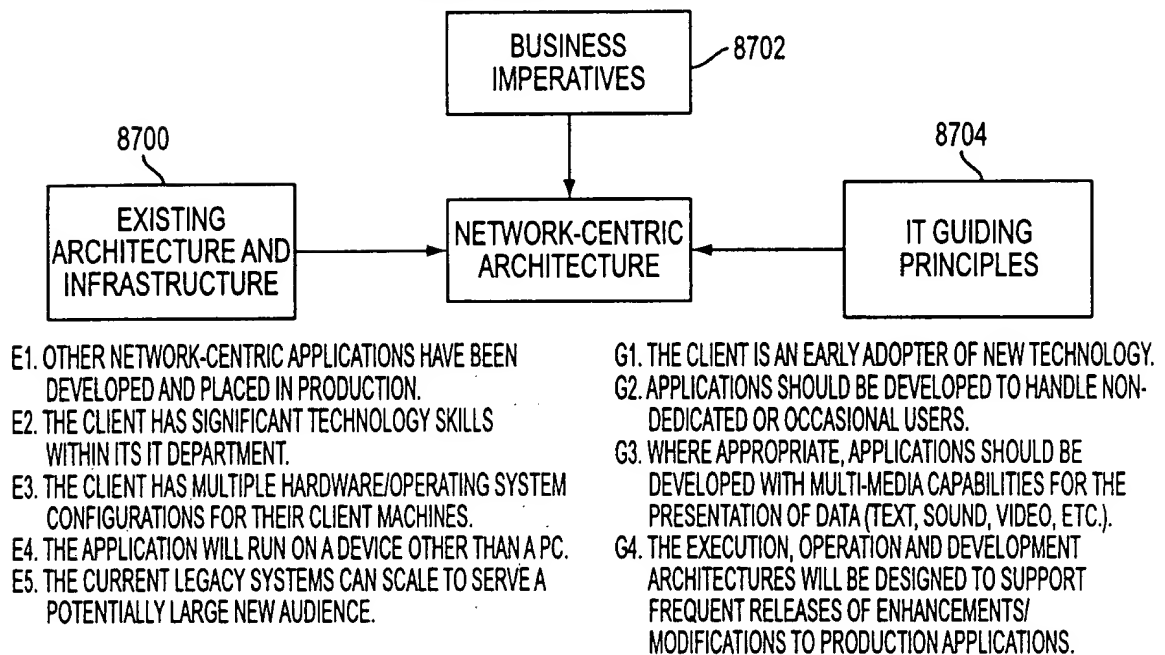 BUSINESS
IMPERATIVES
8702
8700
8704
EXISTING
ARCHITECTURE AND
INFRASTRUCTURE
NETWORK-CENTRIC
ARCHITECTURE
IT GUIDING
PRINCIPLES
E1. OTHER NETWORK-CENTRIC APPLICATIONS HAVE BEEN
DEVELOPED AND PLACED IN PRODUCTION.
E2. THE CLIENT HAS SIGNIFICANT TECHNOLOGY SKILLS
WITHIN ITS IT DEPARTMENT.
E3. THE CLIENT HAS MULTIPLE HARDWARE/OPERATING SYSTEM
CONFIGURATIONS FOR THEIR CLIENT MACHINES.
E4. THE APPLICATION WILL RUN ON A DEVICE OTHER THAN A PC.
E5. THE CURRENT LEGACY SYSTEMS CAN SCALE TO SERVE A
POTENTIALLY LARGE NEW AUDIENCE.
G1. THE CLIENT IS AN EARLY ADOPTER OF NEW TECHNOLOGY.
G2. APPLICATIONS SHOULD BE DEVELOPED TO HANDLE NON-
DEDICATED OR OCCASIONAL USERS.
G3. WHERE APPROPRIATE, APPLICATIONS SHOULD BE
DEVELOPED WITH MULTI-MEDIA CAPABILITIES FOR THE
PRESENTATION OF DATA (TEXT, SOUND, VIDEO, ETC.).
G4. THE EXECUTION, OPERATION AND DEVELOPMENT
ARCHITECTURES WILL BE DESIGNED TO SUPPORT
FREQUENT RELEASES OF ENHANCEMENTS/
MODIFICATIONS TO PRODUCTION APPLICATIONS.